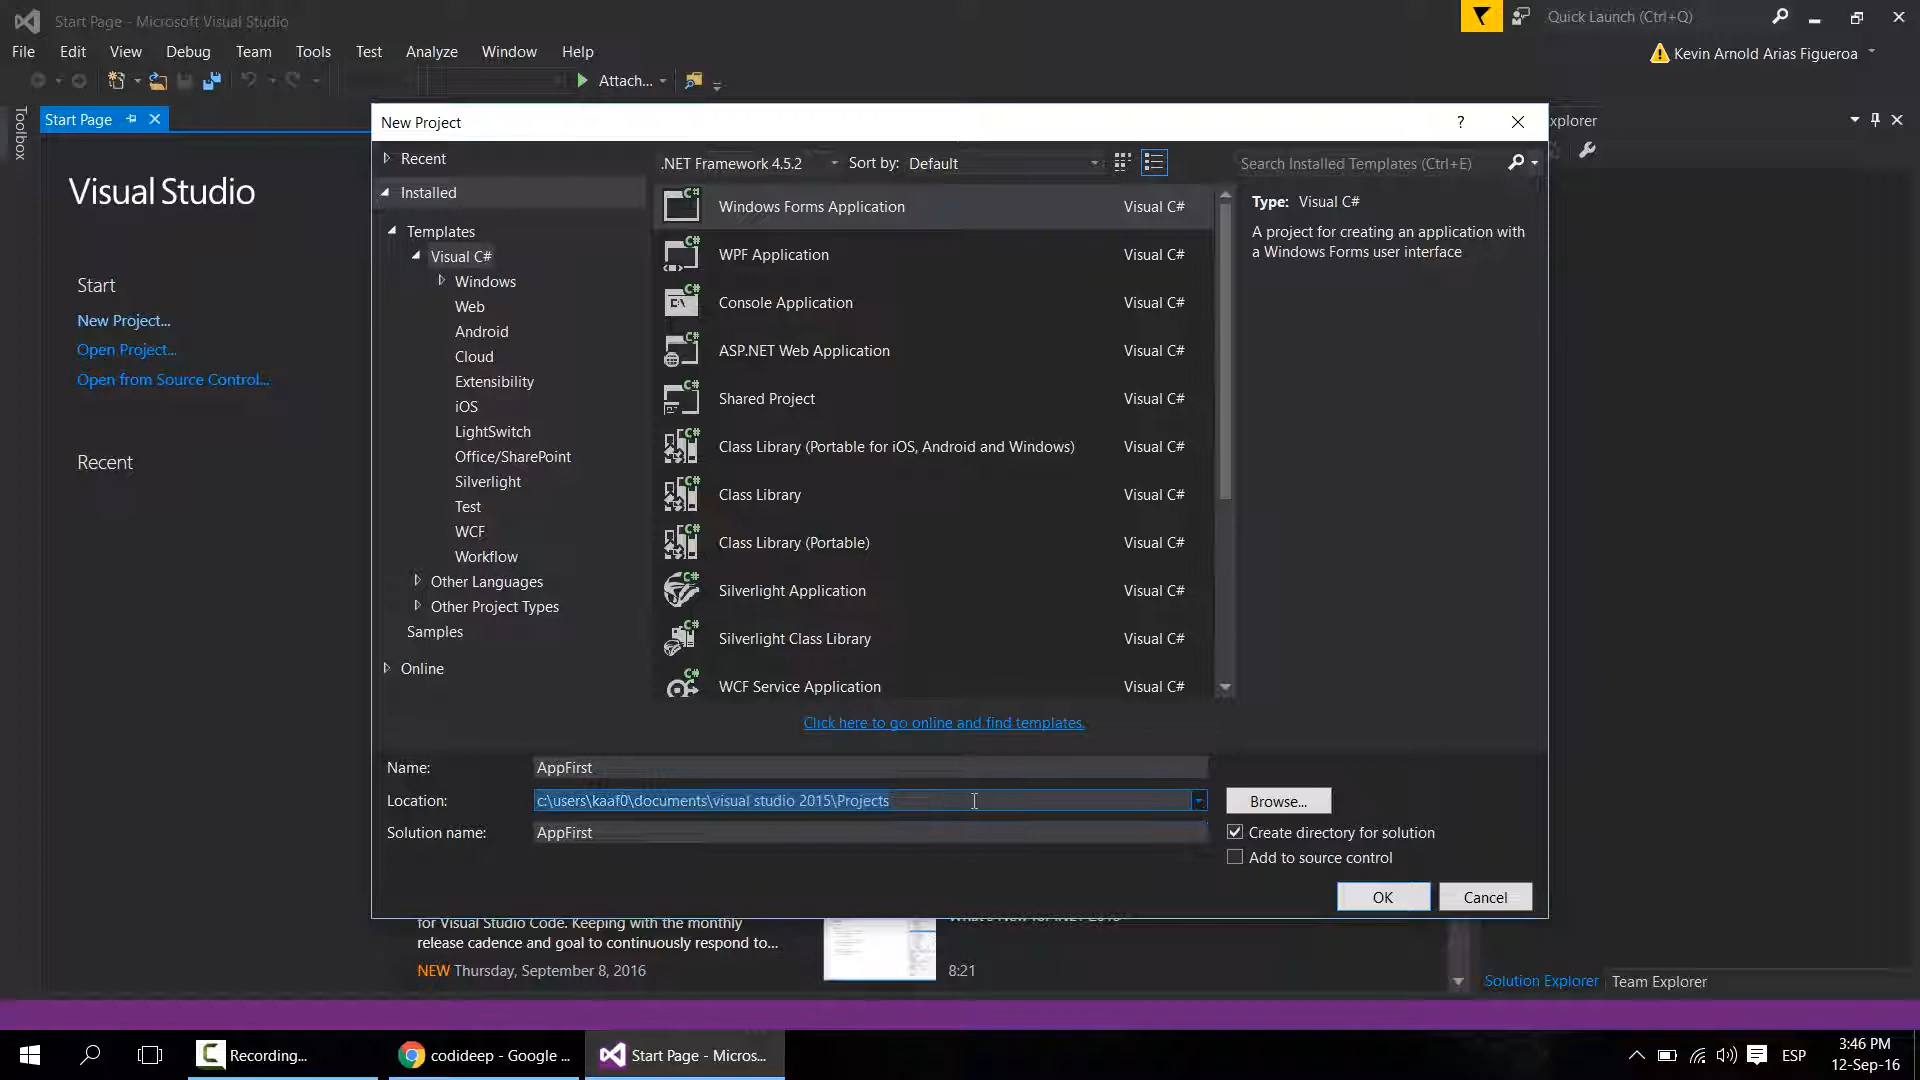 Start Page - Microsoft Visual Studio
Quick Launch (Ctrl+Q)
File Edit View Debug Team Tools Test Analyze Window Help
Kevin Arnold Arias Figueroa
Attach...
Toolbox
Start Page
xplorer
New Project
?
Visual Studio
Start
New Project...
Open Project...
Open from Source Control...
Recent
Recent
Installed
Templates
Visual C#
Windows
Web
Android
Cloud
Extensibility
iOS
LightSwitch
Office/SharePoint
Silverlight
Test
WCF
Workflow
Other Languages
Other Project Types
Samples
Online
.NET Framework 4.5.2
Sort by: Default
Search Installed Templates (Ctrl+E)
Windows Forms Application Visual C#
WPF Application Visual C#
Console Application Visual C#
ASP.NET Web Application Visual C#
Shared Project Visual C#
Class Library (Portable for iOS, Android and Windows) Visual C#
Class Library Visual C#
Class Library (Portable) Visual C#
Silverlight Application Visual C#
Silverlight Class Library Visual C#
WCF Service Application Visual C#
Type: Visual C#
A project for creating an application with
a Windows Forms user interface
Click here to go online and find templates.
Name: AppFirst
Location: c:\users\kaaf0\documents\visual studio 2015\Projects
Browse...
Solution name: AppFirst
Create directory for solution
Add to source control
OK
Cancel
for Visual Studio Code. Keeping with the monthly
release cadence and goal to continuously respond to...
NEW Thursday, September 8, 2016
8:21
Solution Explorer
Team Explorer
Recording...
codideep - Google ...
Start Page - Micros...
ESP
3:46 PM
12-Sep-16